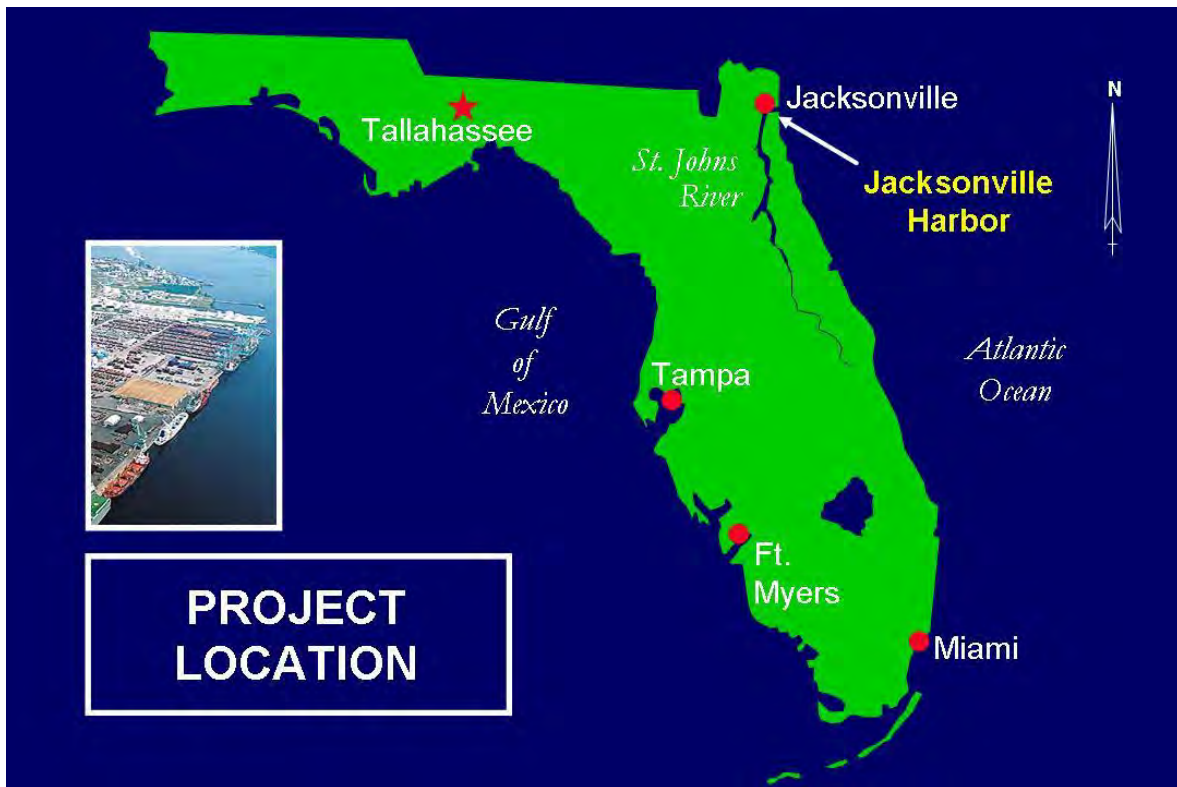 Jacksonville
N
Tallahassee
St. Johns
River
Jacksonville
Harbor
Gulf
of
Mexico
Atlantic
Ocean
Tampa
Ft.
Myers
PROJECT
LOCATION
Miami